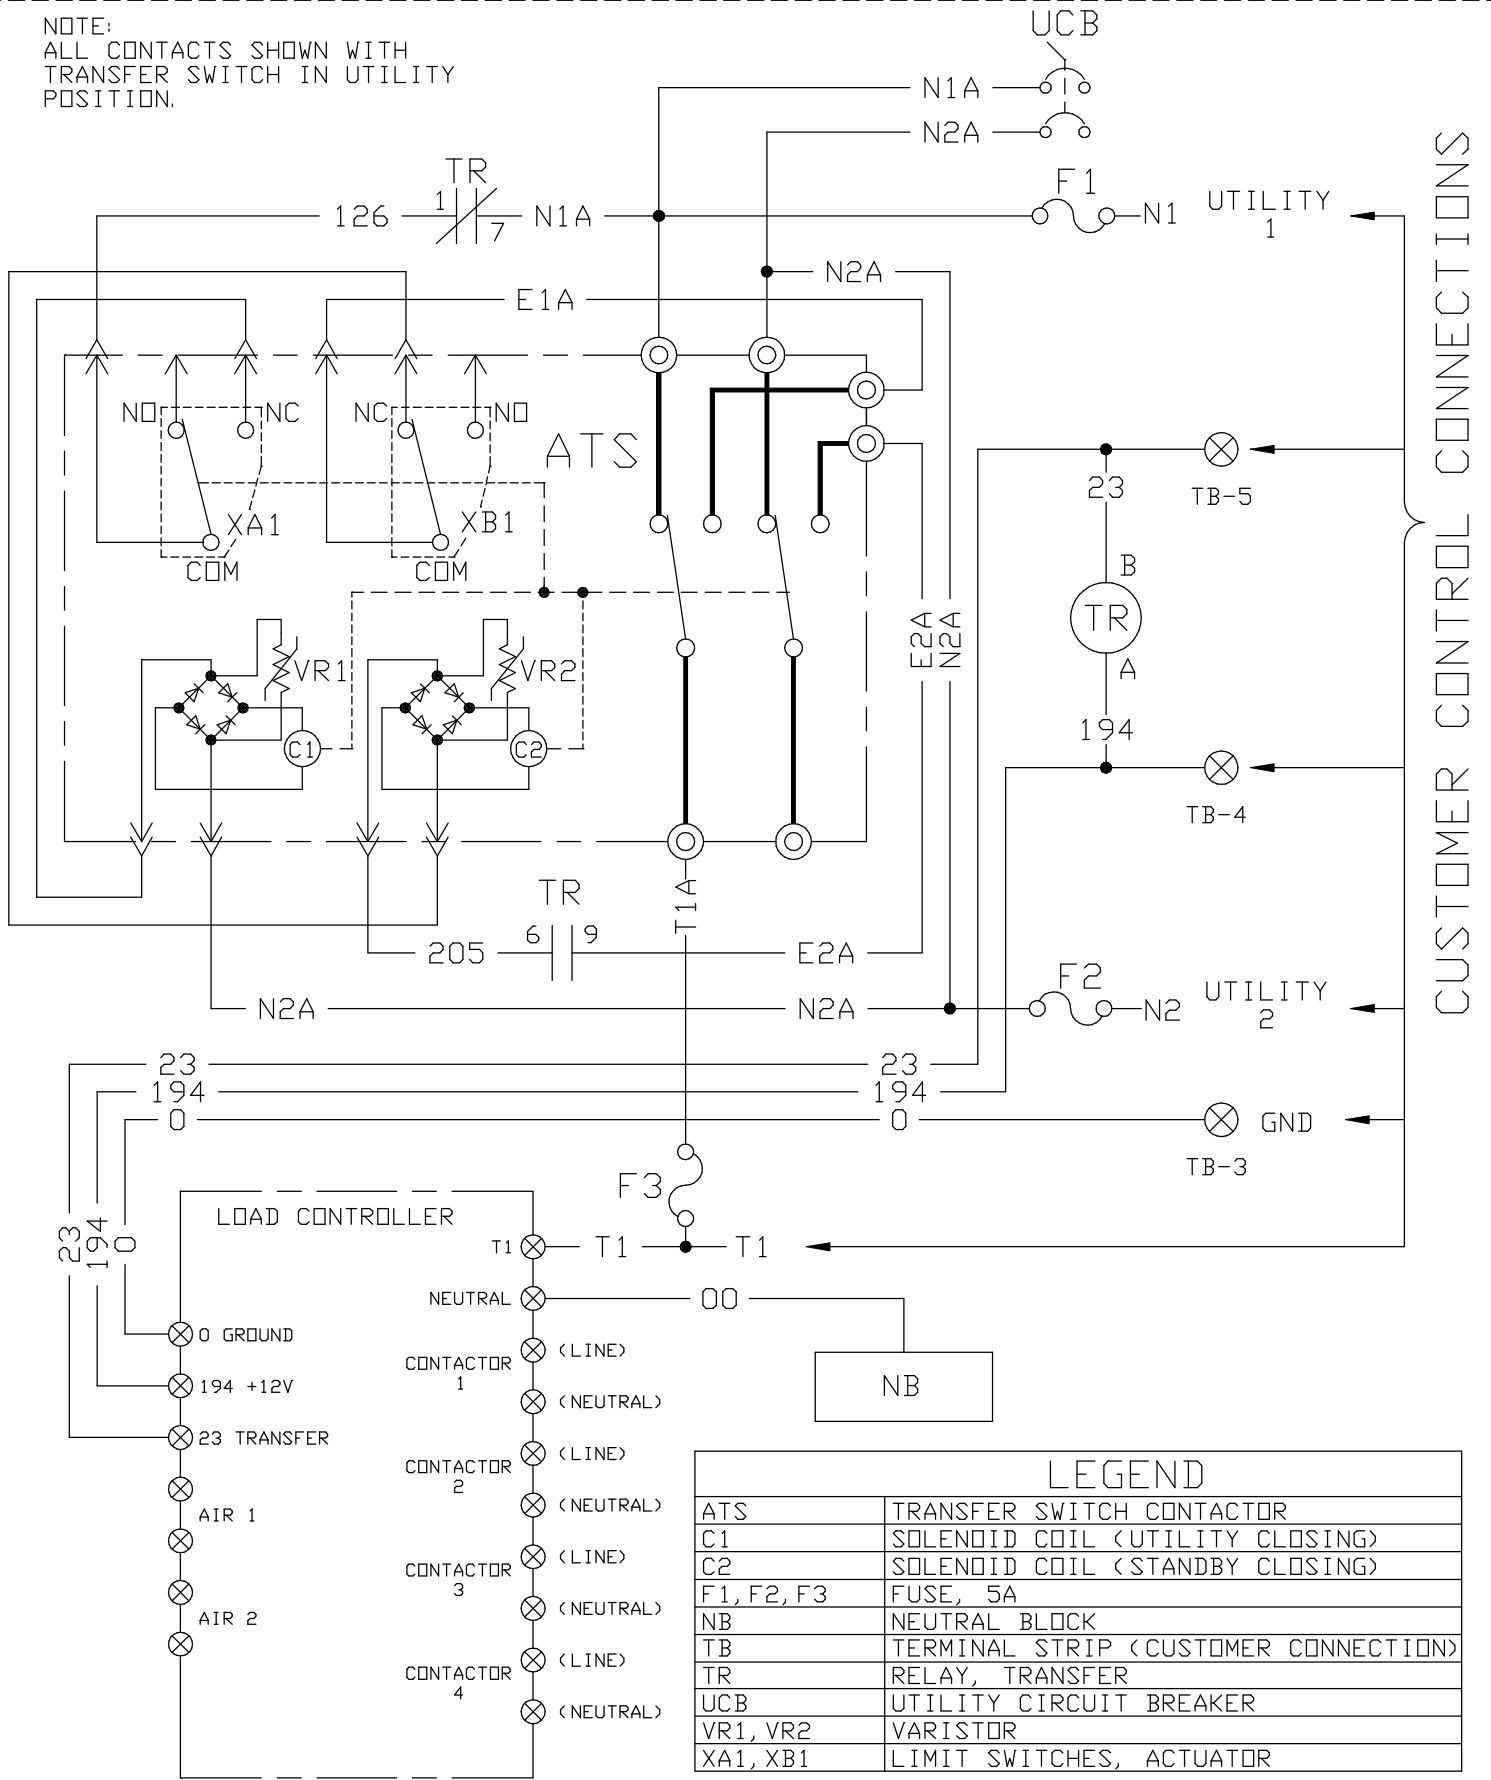 NOTE:
ALL CONTACTS SHOWN WITH
TRANSFER SWITCH IN UTILITY
POSITION.
UCB
N1A
N2A
TR
1
7
126
N1A
F1
N1
UTILITY
1
N2A
E1A
NO
NC
NC
NO
ATS
XA1
XB1
COM
COM
23
TB-5
B
TR
A
194
TB-4
E2A
N2A
VR1
VR2
C1
C2
T1A
TR
6
9
205
E2A
N2A
N2A
F2
N2
UTILITY
2
23
23
194
194
0
0
GND
TB-3
F3
23
194
0
CUSTOMER CONTROL CONNECTIONS
LOAD CONTROLLER
T1
T1
T1
NEUTRAL
00
NB
0 GROUND
194 +12V
23 TRANSFER
AIR 1
AIR 2
CONTACTOR
1
(LINE)
(NEUTRAL)
CONTACTOR
2
(LINE)
(NEUTRAL)
CONTACTOR
3
(LINE)
(NEUTRAL)
CONTACTOR
4
(LINE)
(NEUTRAL)
LEGEND
ATS TRANSFER SWITCH CONTACTOR
C1 SOLENOID COIL (UTILITY CLOSING)
C2 SOLENOID COIL (STANDBY CLOSING)
F1, F2, F3 FUSE, 5A
NB NEUTRAL BLOCK
TB TERMINAL STRIP (CUSTOMER CONNECTION)
TR RELAY, TRANSFER
UCB UTILITY CIRCUIT BREAKER
VR1, VR2 VARISTOR
XA1, XB1 LIMIT SWITCHES, ACTUATOR